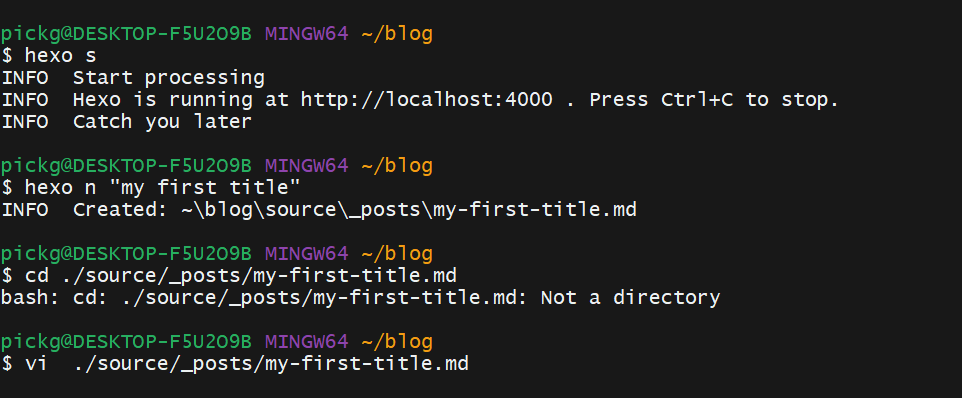 pickg@DESKTOP-F5U2O9B MINGW64 ~/blog
$ hexo s
INFO  Start processing
INFO  Hexo is running at http://localhost:4000 . Press Ctrl+C to stop.
INFO  Catch you later
pickg@DESKTOP-F5U2O9B MINGW64 ~/blog
$ hexo n "my first title"
INFO  Created: ~\blog\source\_posts\my-first-title.md
pickg@DESKTOP-F5U2O9B MINGW64 ~/blog
$ cd ./source/_posts/my-first-title.md
bash: cd: ./source/_posts/my-first-title.md: Not a directory
pickg@DESKTOP-F5U2O9B MINGW64 ~/blog
$ vi  ./source/_posts/my-first-title.md